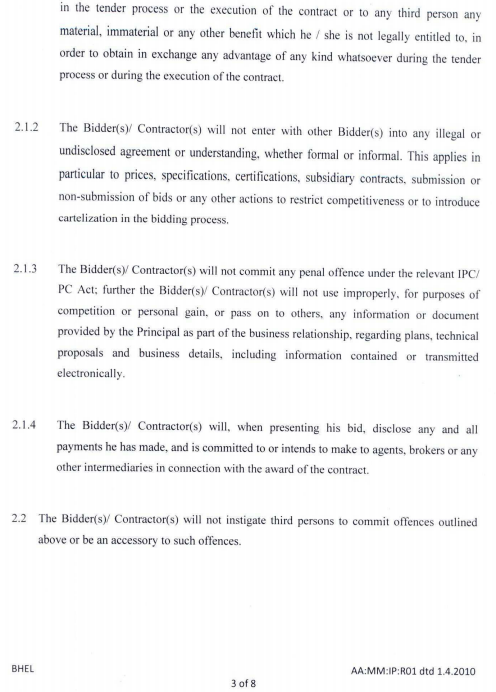 in the tender process or the execution of the contract or to any third person any
material, immaterial or any other benefit which he / she is not legally entitled to, in
order to obtain in exchange any advantage of any kind whatsoever during the tender
process or during the execution of the contract.
2.1.2 The Bidder(s)/ Contractor(s) will not enter with other Bidder(s) into any illegal or
undisclosed agreement or understanding, whether formal or informal. This applies in
particular to prices, specifications, certifications, subsidiary contracts, submission or
non-submission of bids or any other actions to restrict competitiveness or to introduce
cartelization in the bidding process.
2.1.3 The Bidder(s)/ Contractor(s) will not commit any penal offence under the relevant IPC/
PC Act; further the Bidder(s)/ Contractor(s) will not use improperly, for purposes of
competition or personal gain, or pass on to others, any information or document
provided by the Principal as part of the business relationship, regarding plans, technical
proposals and business details, including information contained or transmitted
electronically.
2.1.4 The Bidder(s)/ Contractor(s) will, when presenting his bid, disclose any and all
payments he has made, and is committed to or intends to make to agents, brokers or any
other intermediaries in connection with the award of the contract.
2.2 The Bidder(s)/ Contractor(s) will not instigate third persons to commit offences outlined
above or be an accessory to such offences.
BHEL AA:MM:IP:R01 dtd 1.4.2010
3 of 8